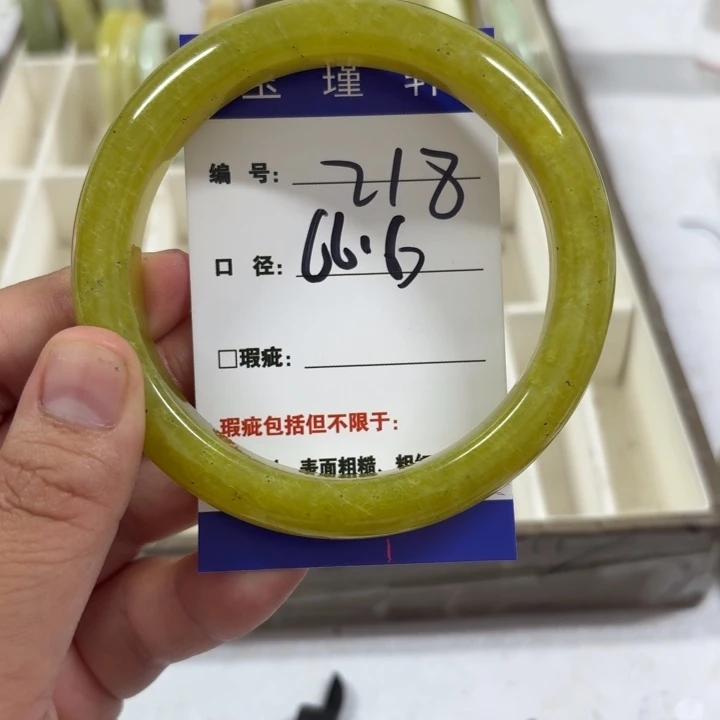 玉瑾轩
编 号: 218
口 径: 66.6
□瑕疵:
瑕疵包括但不限于:
表面粗糙、粗